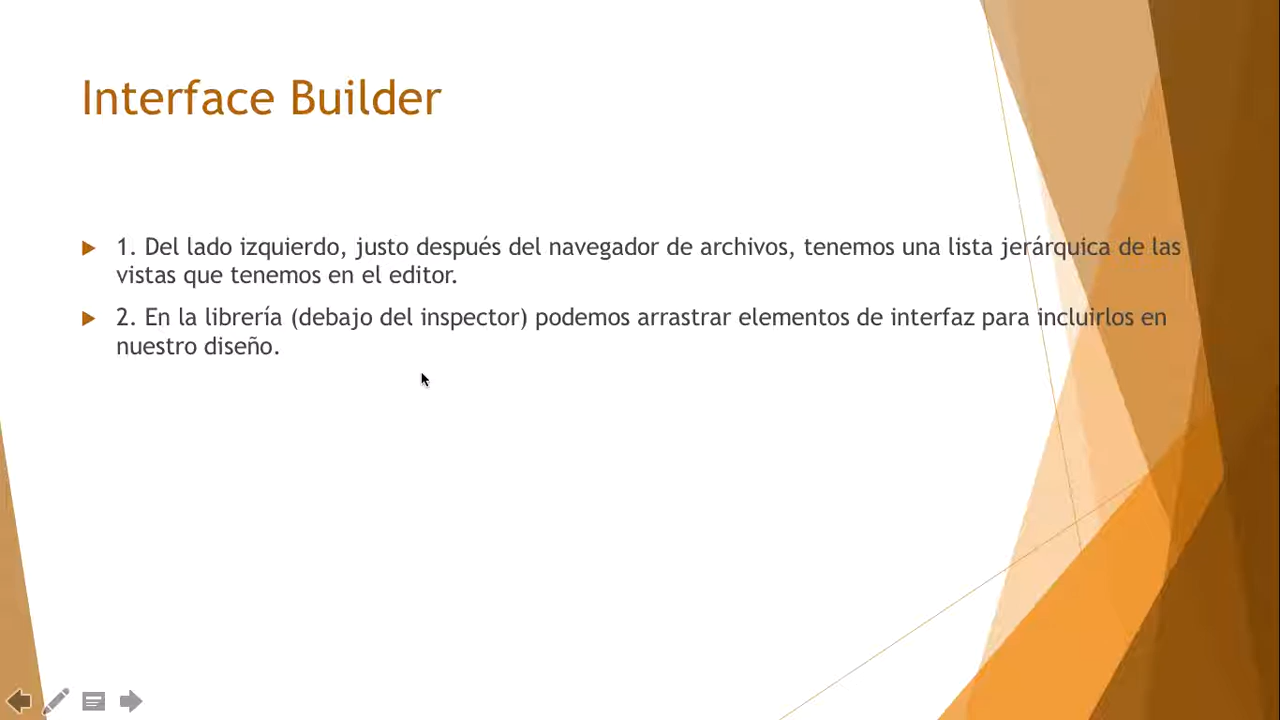 Interface Builder
1. Del lado izquierdo, justo después del navegador de archivos, tenemos una lista jerárquica de las
vistas que tenemos en el editor.
2. En la librería (debajo del inspector) podemos arrastrar elementos de interfaz para incluirlos en
nuestro diseño.